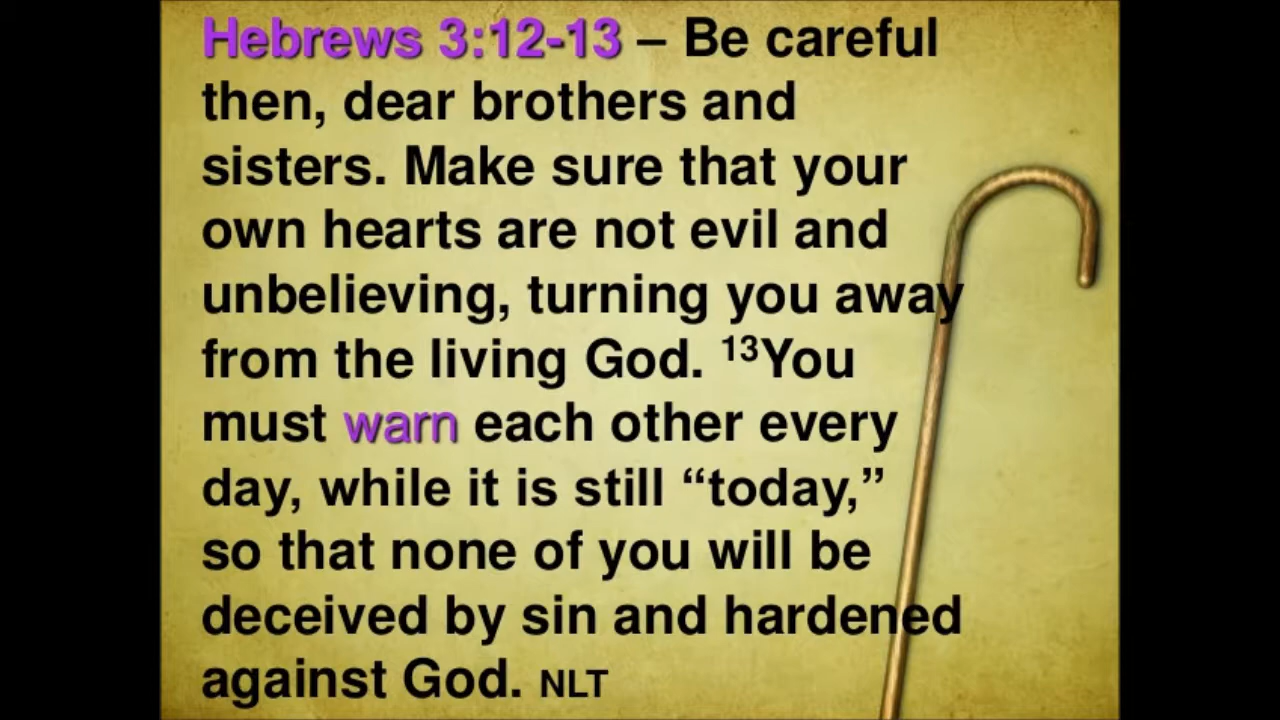 Hebrews 3:12-13 – Be careful
then, dear brothers and
sisters. Make sure that your
own hearts are not evil and
unbelieving, turning you away
from the living God. ¹³You
must warn each other every
day, while it is still “today,”
so that none of you will be
deceived by sin and hardened
against God. NLT